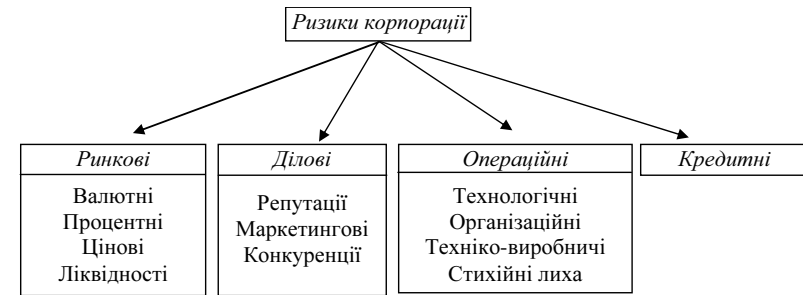 Ризики корпорації
Ринкові
Валютні
Процентні
Цінові
Ліквідності
Ділові
Репутації
Маркетингові
Конкуренції
Операційні
Технологічні
Організаційні
Техніко-виробничі
Стихійні лиха
Кредитні